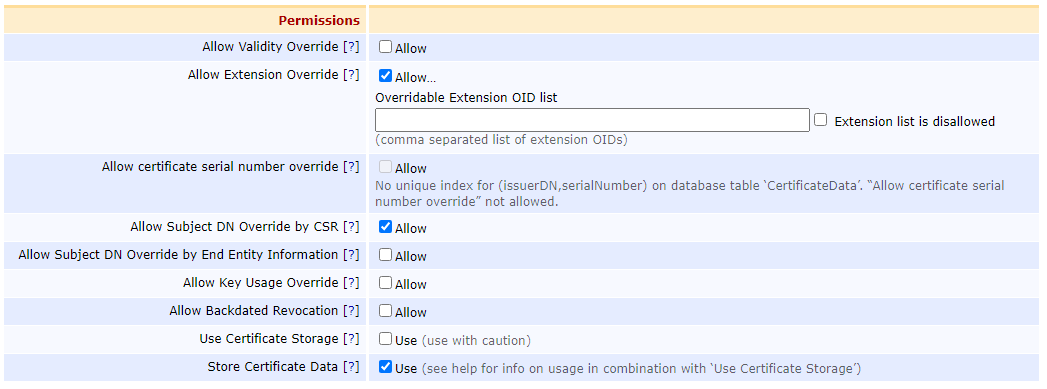 Permissions
Allow Validity Override [?] Allow
Allow Extension Override [?] Allow...
Overridable Extension OID list
Extension list is disallowed
(comma separated list of extension OIDs)
Allow certificate serial number override [?] Allow
No unique index for (issuerDN,serialNumber) on database table ‘CertificateData’. “Allow certificate serial
number override” not allowed.
Allow Subject DN Override by CSR [?] Allow
Allow Subject DN Override by End Entity Information [?] Allow
Allow Key Usage Override [?] Allow
Allow Backdated Revocation [?] Allow
Use Certificate Storage [?] Use (use with caution)
Store Certificate Data [?] Use (see help for info on usage in combination with ‘Use Certificate Storage’)